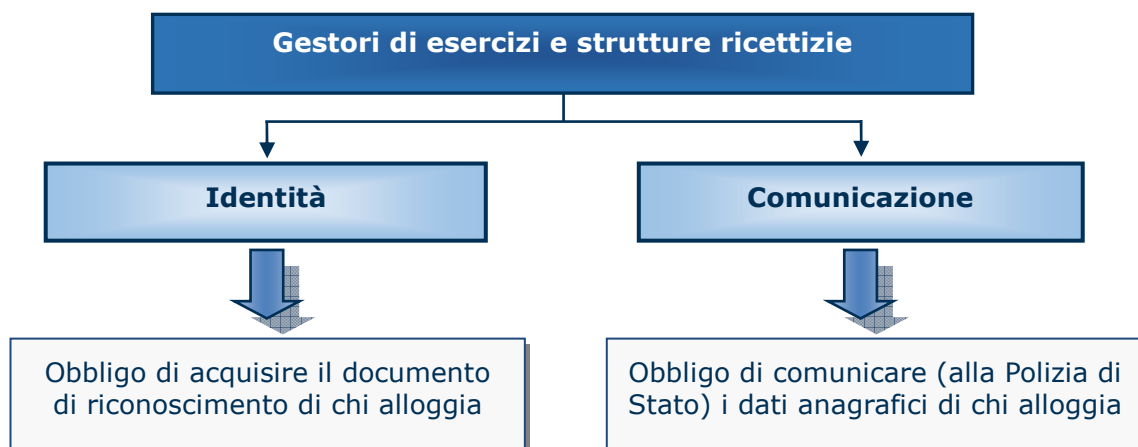 Gestori di esercizi e strutture ricettizie
Identità
Comunicazione
Obbligo di acquisire il documento
di riconoscimento di chi alloggia
Obbligo di comunicare (alla Polizia di
Stato) i dati anagrafici di chi alloggia